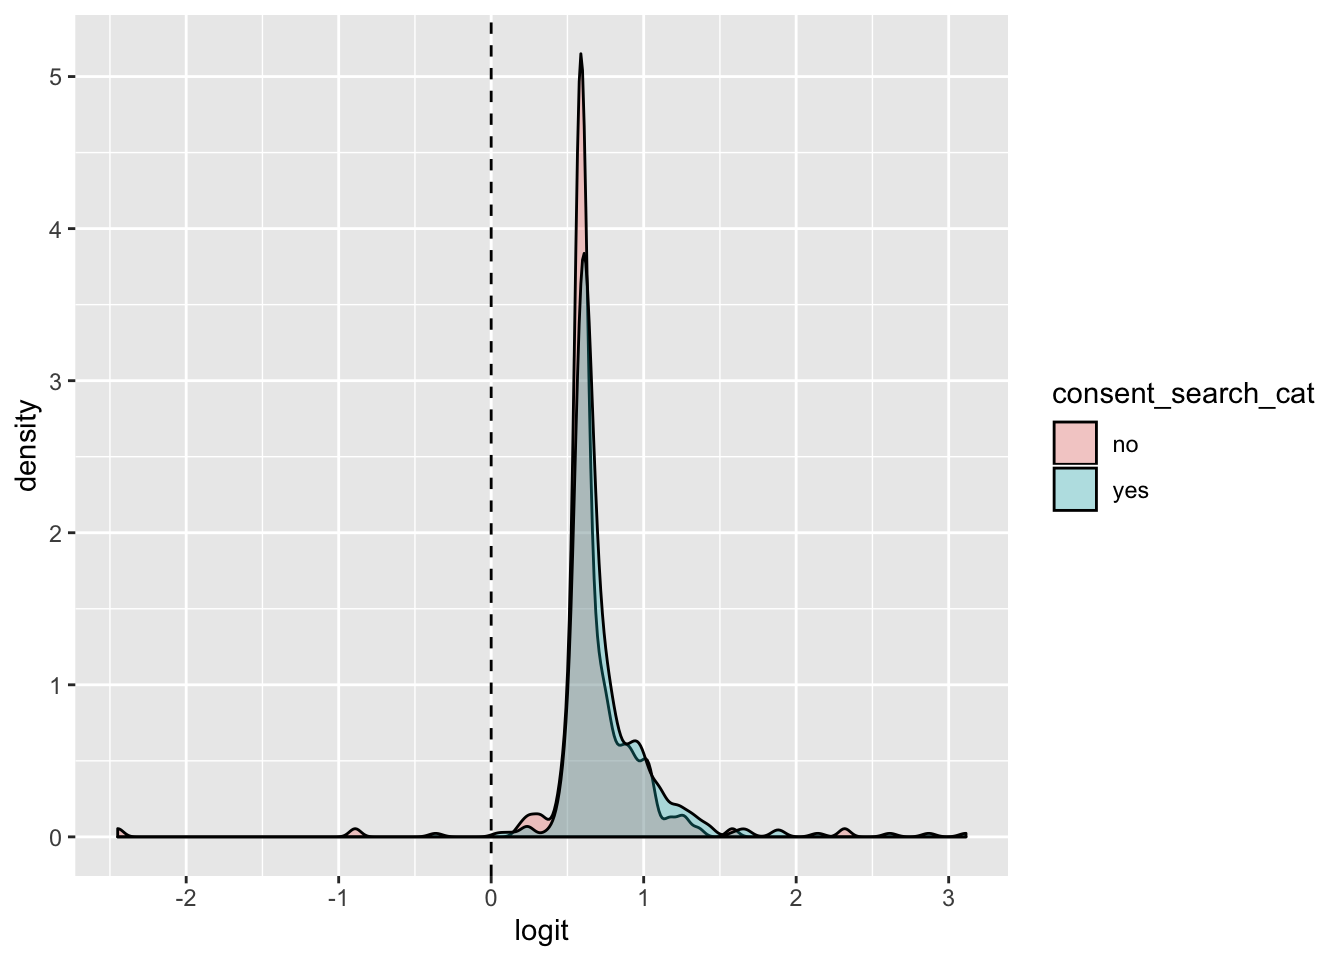 5
4
3
2
1
0
density
-2 -1 0 1 2 3
logit
consent_search_cat
no
yes